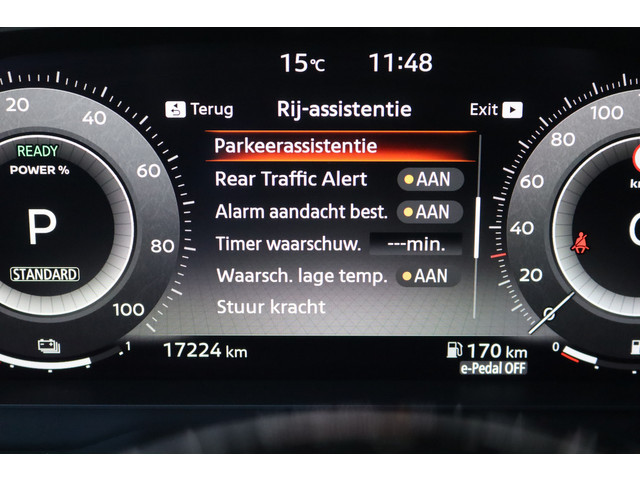 15°C 11:48
Terug Rij-assistentie Exit
Parkeerassistentie
Rear Traffic Alert AAN
Alarm aandacht best. AAN
Timer waarschuw. ---min.
Waarsch. lage temp. AAN
Stuur kracht
20 40 60 80 100
READY
POWER %
P
STANDARD
1
17224 km
170 km
e-Pedal OFF
0
0 20 40 60 80 100